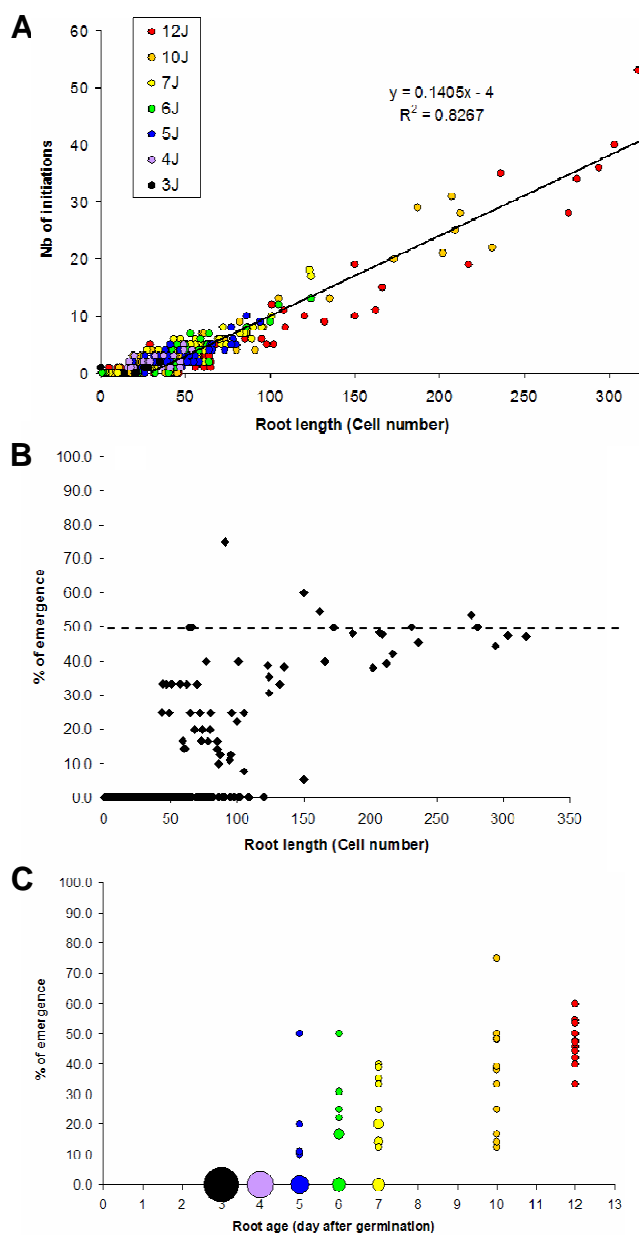 A
12J
10J
7J
6J
5J
4J
3J
y = 0.1405x - 4
R² = 0.8267
Nb of initiations
60
50
40
30
20
10
0
0 50 100 150 200 250 300
Root length (Cell number)
B
% of emergence
100.0
90.0
80.0
70.0
60.0
50.0
40.0
30.0
20.0
10.0
0.0
0 50 100 150 200 250 300 350
Root length (Cell number)
C
% of emergence
100.0
90.0
80.0
70.0
60.0
50.0
40.0
30.0
20.0
10.0
0.0
0 1 2 3 4 5 6 7 8 9 10 11 12 13
Root age (day after germination)